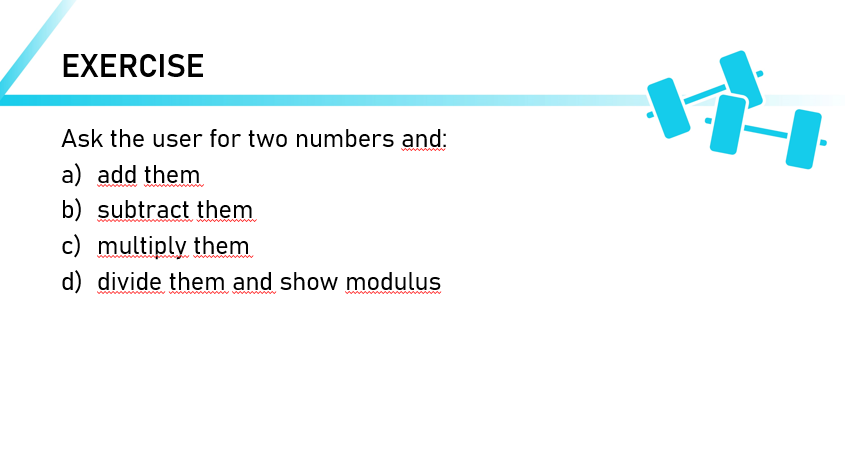 EXERCISE
Ask the user for two numbers and:
a) add them
b) subtract them
c) multiply them
d) divide them and show modulus